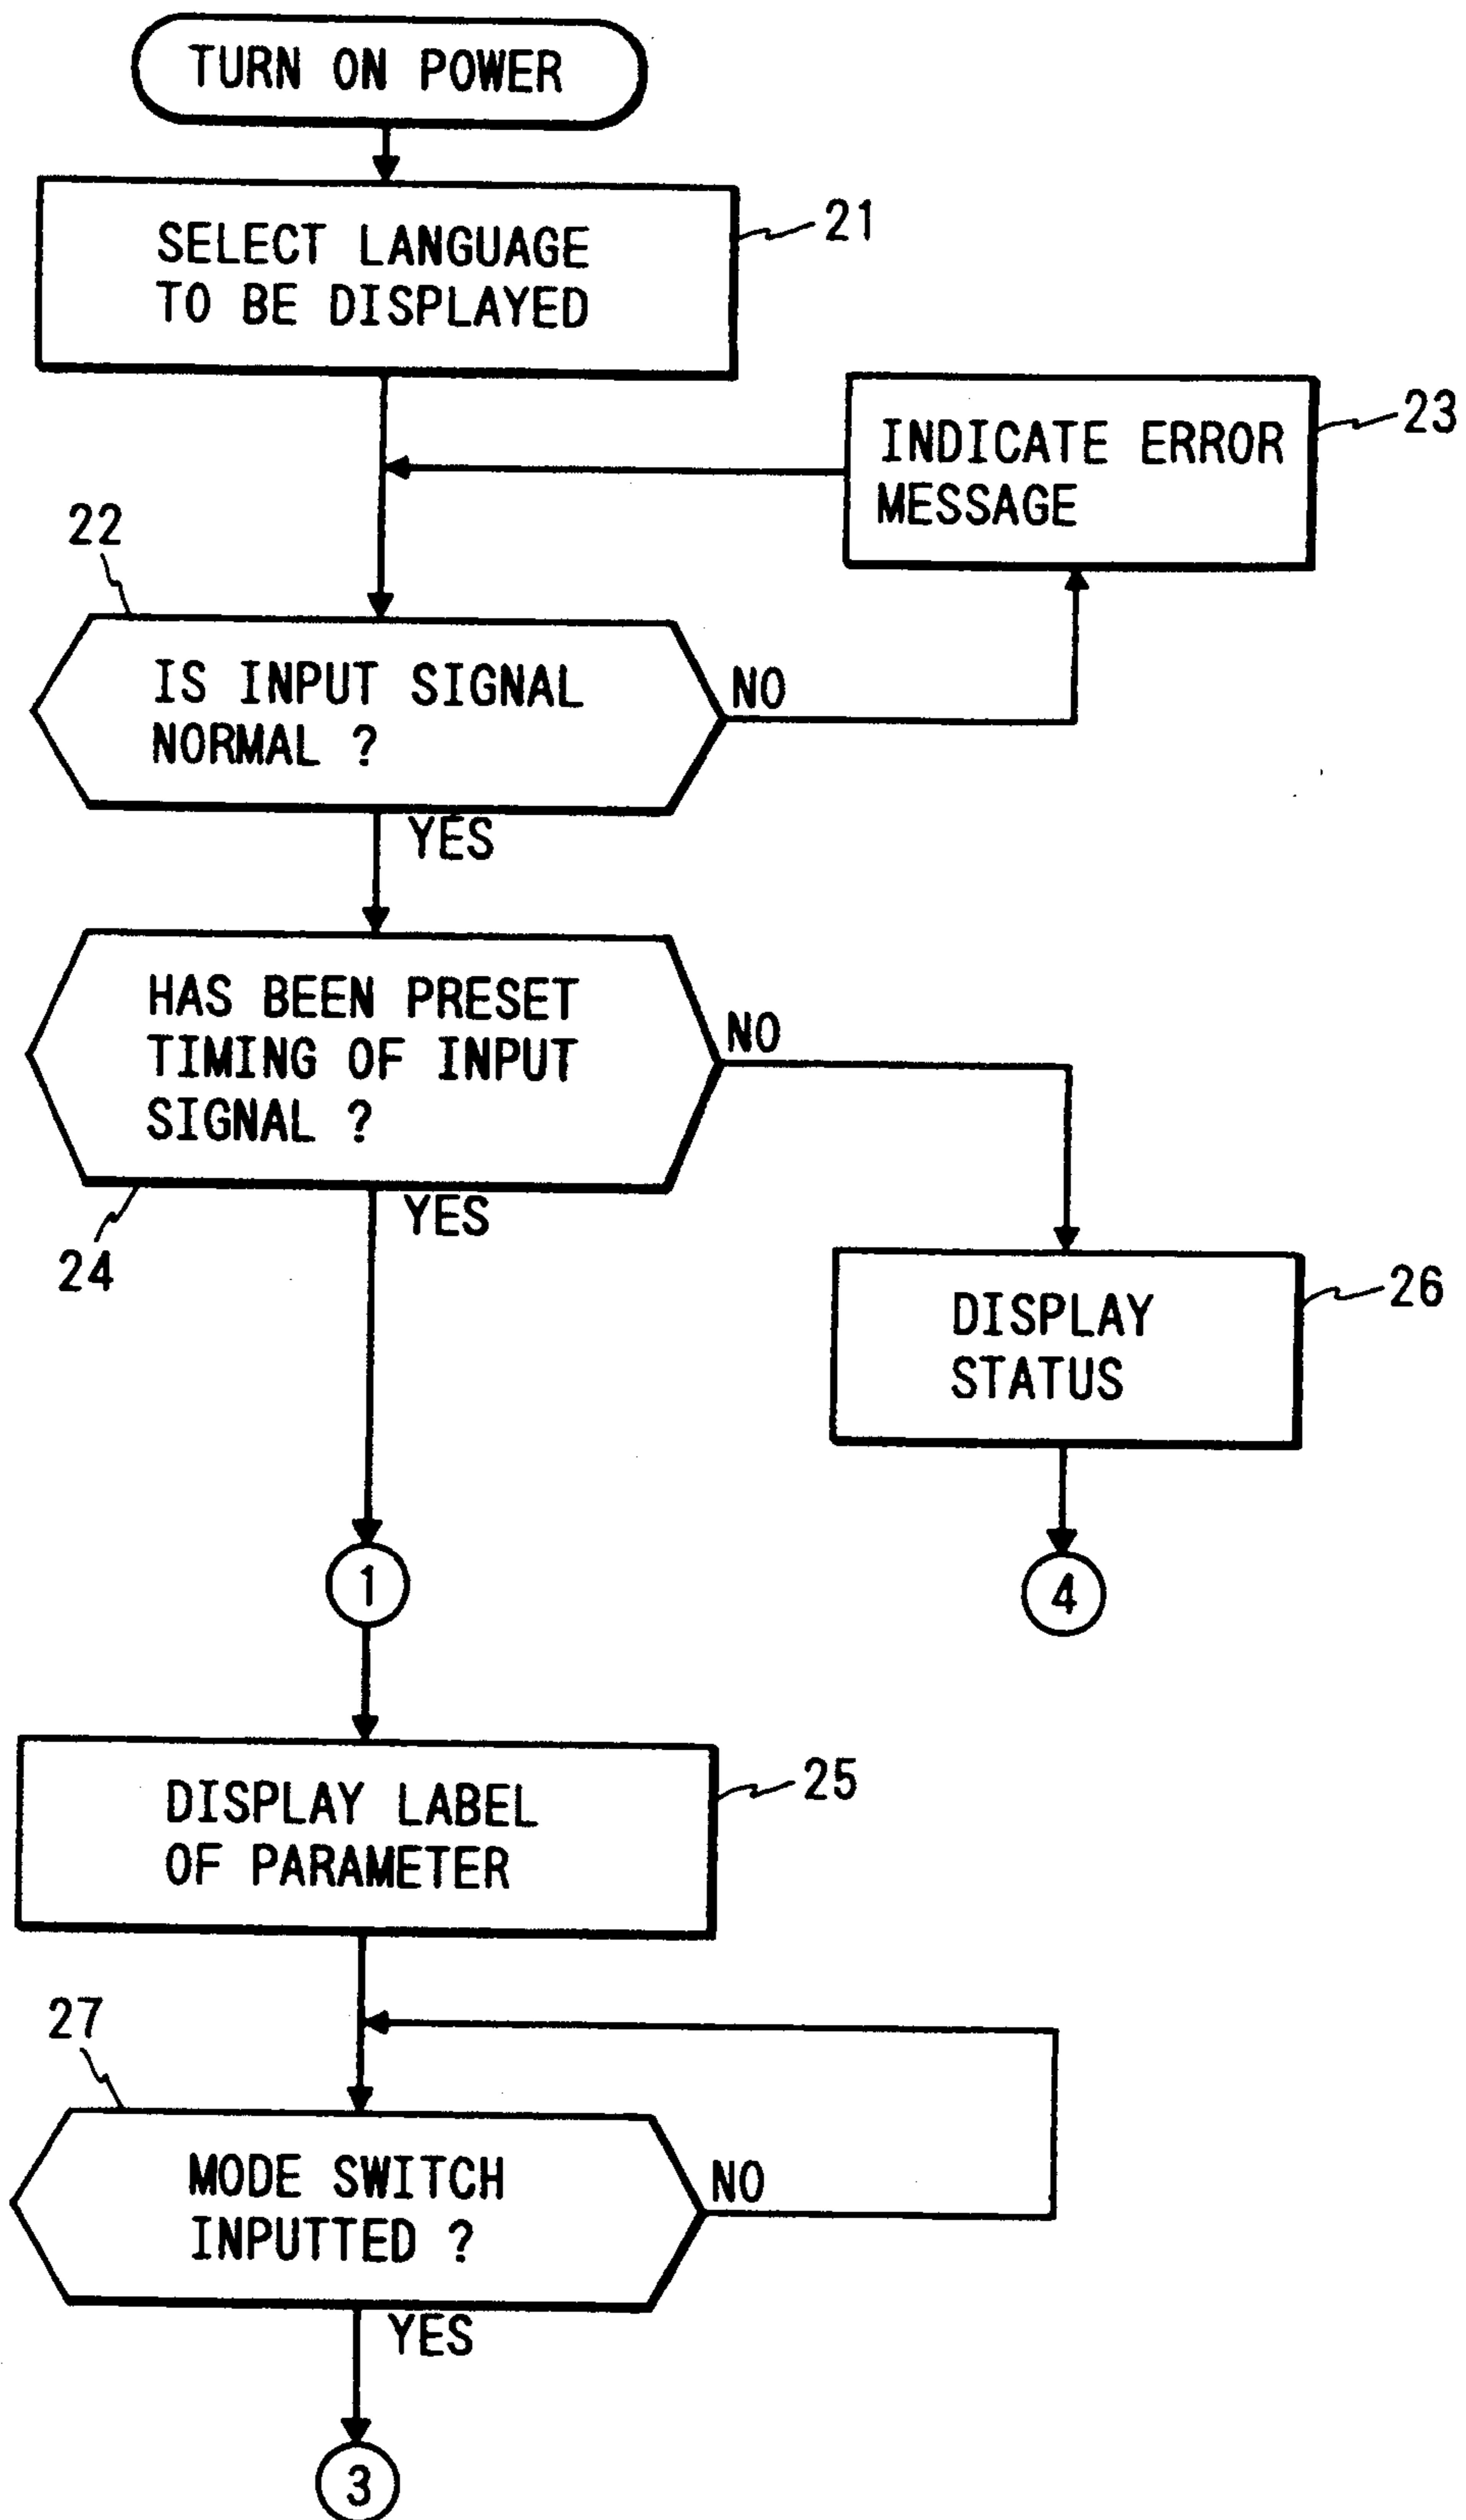 TURN ON POWER
SELECT LANGUAGE
TO BE DISPLAYED
21
INDICATE ERROR
MESSAGE
23
22
IS INPUT SIGNAL
NORMAL ?
NO
YES
HAS BEEN PRESET
TIMING OF INPUT
SIGNAL ?
NO
YES
24
DISPLAY
STATUS
26
1
4
DISPLAY LABEL
OF PARAMETER
25
27
MODE SWITCH
INPUTTED ?
NO
YES
3